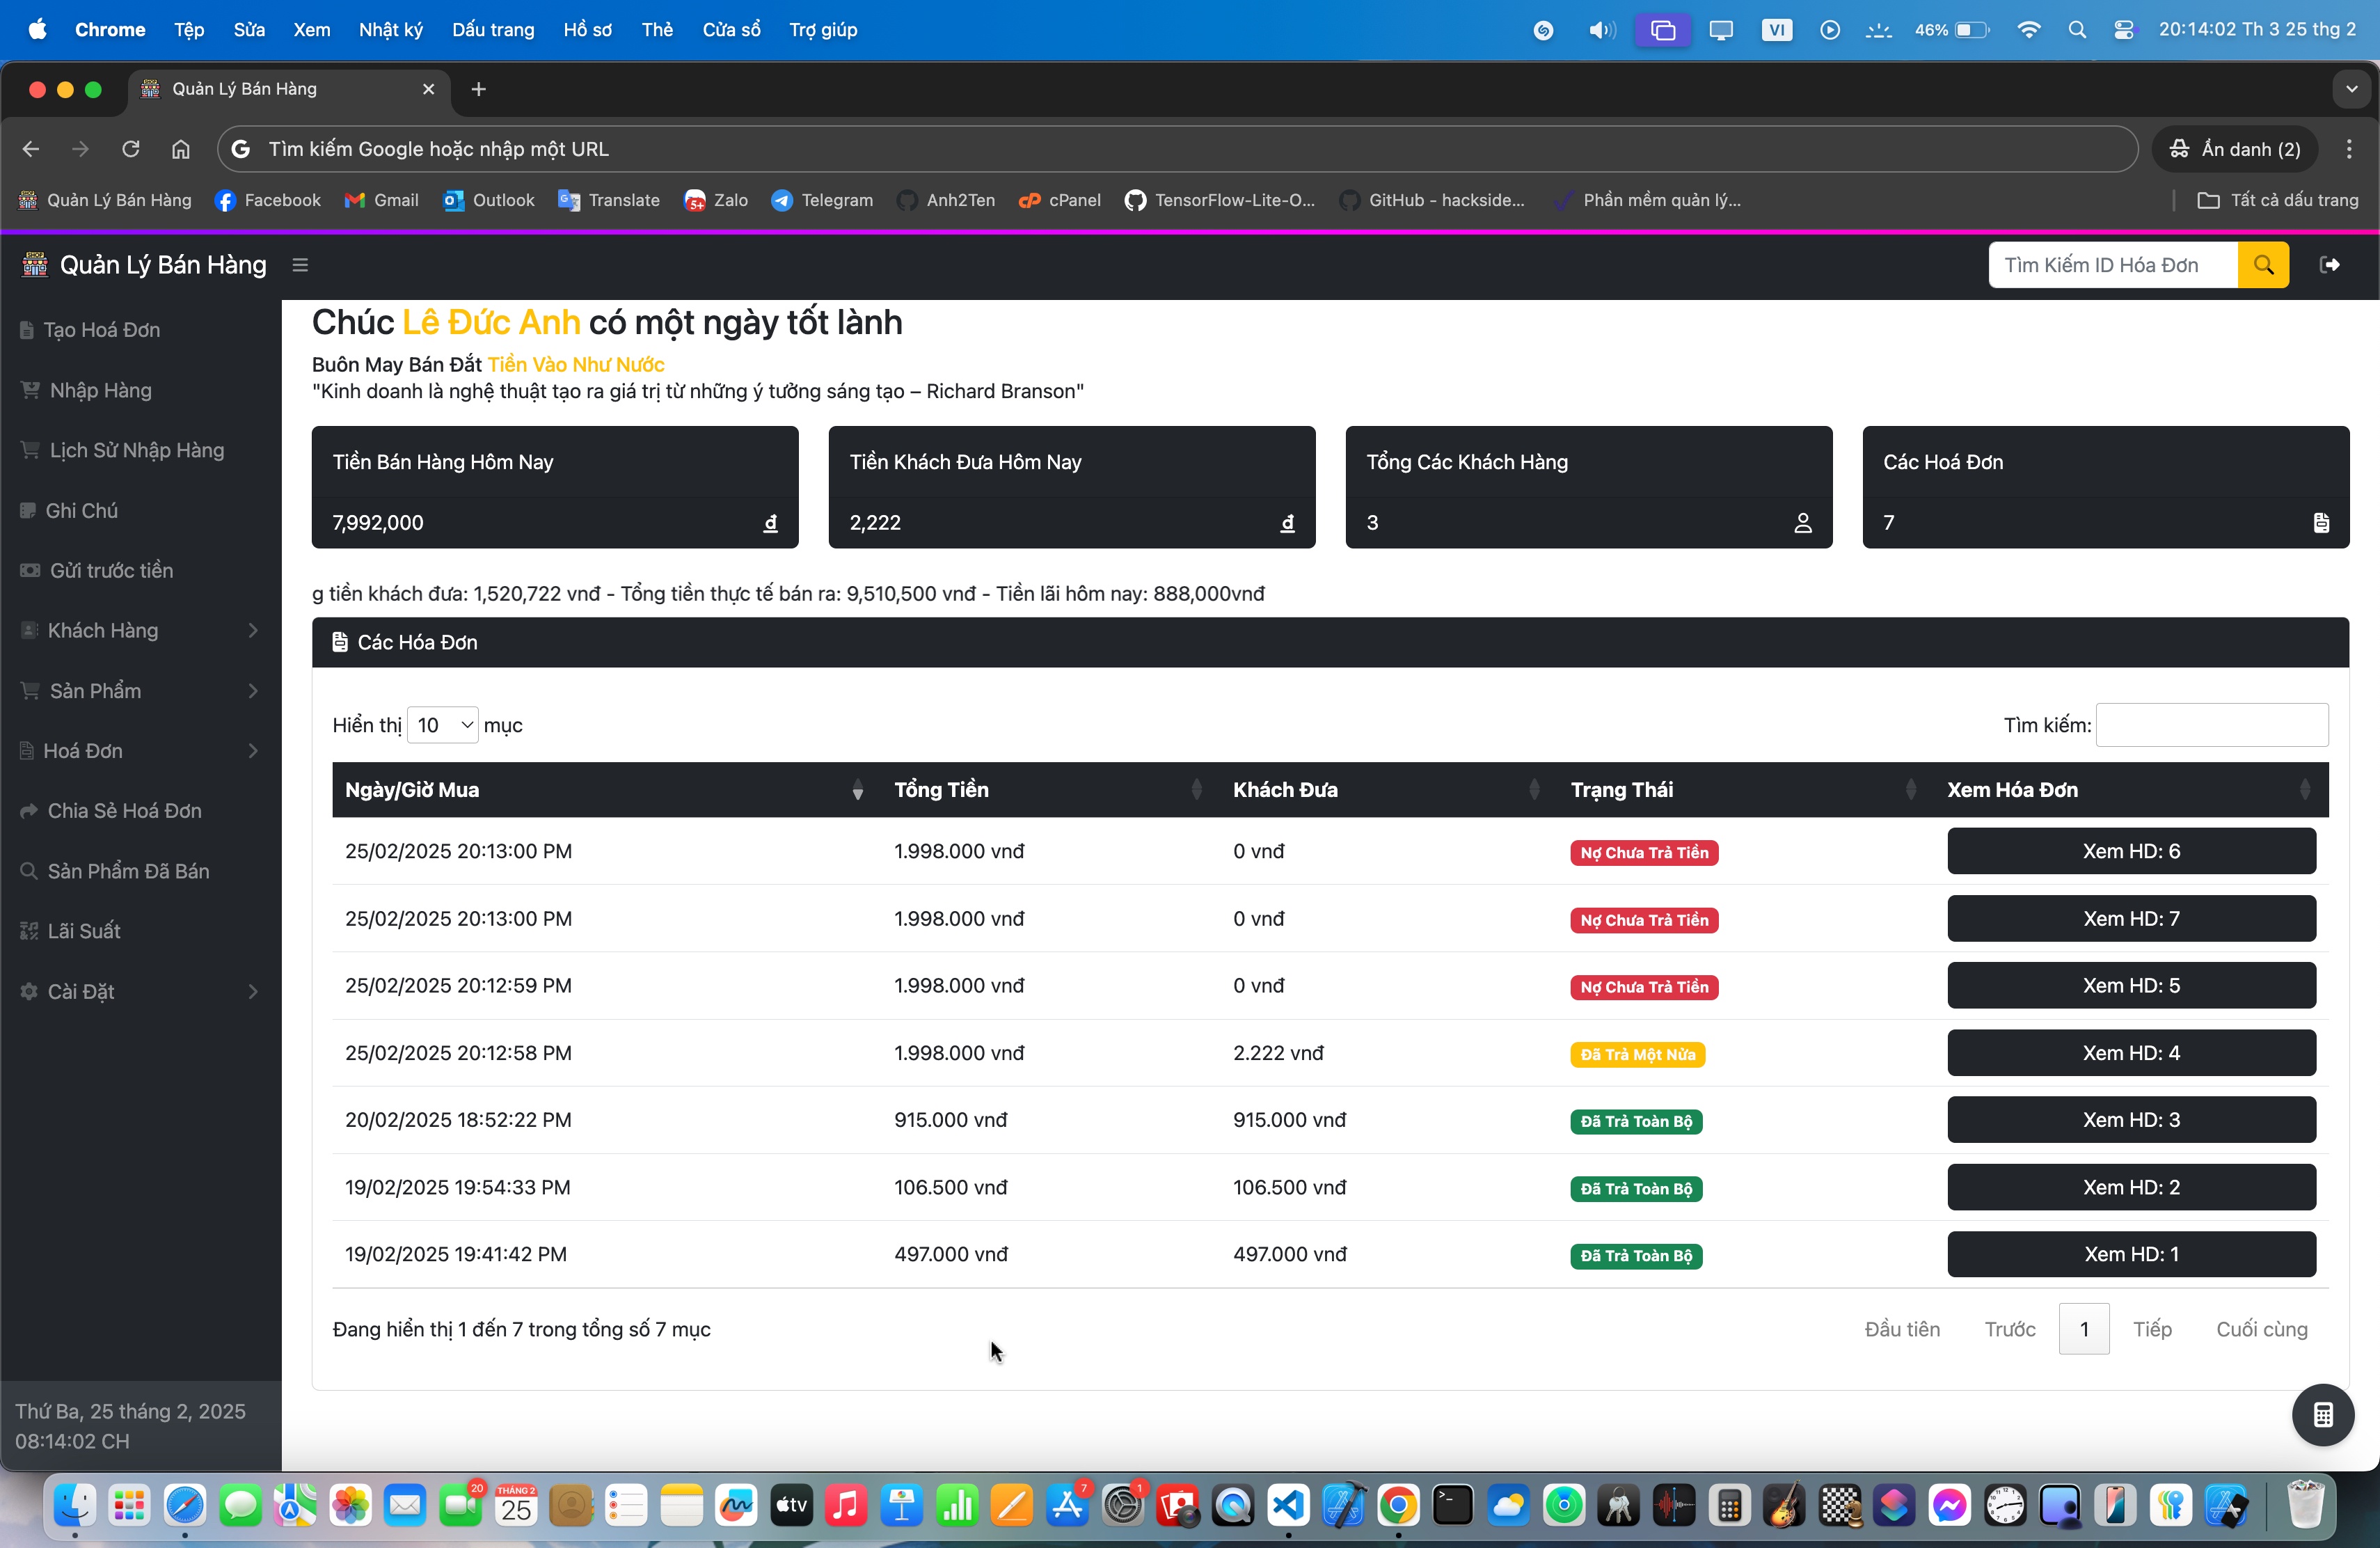 Chrome Tệp Sửa Xem Nhật ký Dấu trang Hồ sơ Thẻ Cửa sổ Trợ giúp VI 46% 20:14:02 Th 3 25 thg 2
Quản Lý Bán Hàng
Tìm kiếm Google hoặc nhập một URL Ẩn danh (2)
Quản Lý Bán Hàng Facebook Gmail Outlook Translate 5+ Zalo Telegram Anh2Ten cPanel TensorFlow-Lite-O... GitHub - hackside... Phần mềm quản lý... Tất cả dấu trang
Quản Lý Bán Hàng Tìm Kiếm ID Hóa Đơn
Tạo Hoá Đơn
Nhập Hàng
Lịch Sử Nhập Hàng
Ghi Chú
Gửi trước tiền
Khách Hàng
Sản Phẩm
Hoá Đơn
Chia Sẻ Hoá Đơn
Sản Phẩm Đã Bán
Lãi Suất
Cài Đặt
Thứ Ba, 25 tháng 2, 2025
08:14:02 CH
Chúc Lê Đức Anh có một ngày tốt lành
Buôn May Bán Đắt Tiền Vào Như Nước
"Kinh doanh là nghệ thuật tạo ra giá trị từ những ý tưởng sáng tạo – Richard Branson"
Tiền Bán Hàng Hôm Nay
7,992,000 đ
Tiền Khách Đưa Hôm Nay
2,222 đ
Tổng Các Khách Hàng
3
Các Hoá Đơn
7
g tiền khách đưa: 1,520,722 vnđ - Tổng tiền thực tế bán ra: 9,510,500 vnđ - Tiền lãi hôm nay: 888,000vnđ
Các Hóa Đơn
Hiển thị 10 mục Tìm kiếm:
Ngày/Giờ Mua Tổng Tiền Khách Đưa Trạng Thái Xem Hóa Đơn
25/02/2025 20:13:00 PM 1.998.000 vnđ 0 vnđ Nợ Chưa Trả Tiền Xem HD: 6
25/02/2025 20:13:00 PM 1.998.000 vnđ 0 vnđ Nợ Chưa Trả Tiền Xem HD: 7
25/02/2025 20:12:59 PM 1.998.000 vnđ 0 vnđ Nợ Chưa Trả Tiền Xem HD: 5
25/02/2025 20:12:58 PM 1.998.000 vnđ 2.222 vnđ Đã Trả Một Nửa Xem HD: 4
20/02/2025 18:52:22 PM 915.000 vnđ 915.000 vnđ Đã Trả Toàn Bộ Xem HD: 3
19/02/2025 19:54:33 PM 106.500 vnđ 106.500 vnđ Đã Trả Toàn Bộ Xem HD: 2
19/02/2025 19:41:42 PM 497.000 vnđ 497.000 vnđ Đã Trả Toàn Bộ Xem HD: 1
Đang hiển thị 1 đến 7 trong tổng số 7 mục Đầu tiên Trước 1 Tiếp Cuối cùng
20 THÁNG 2 25 tv 7 1